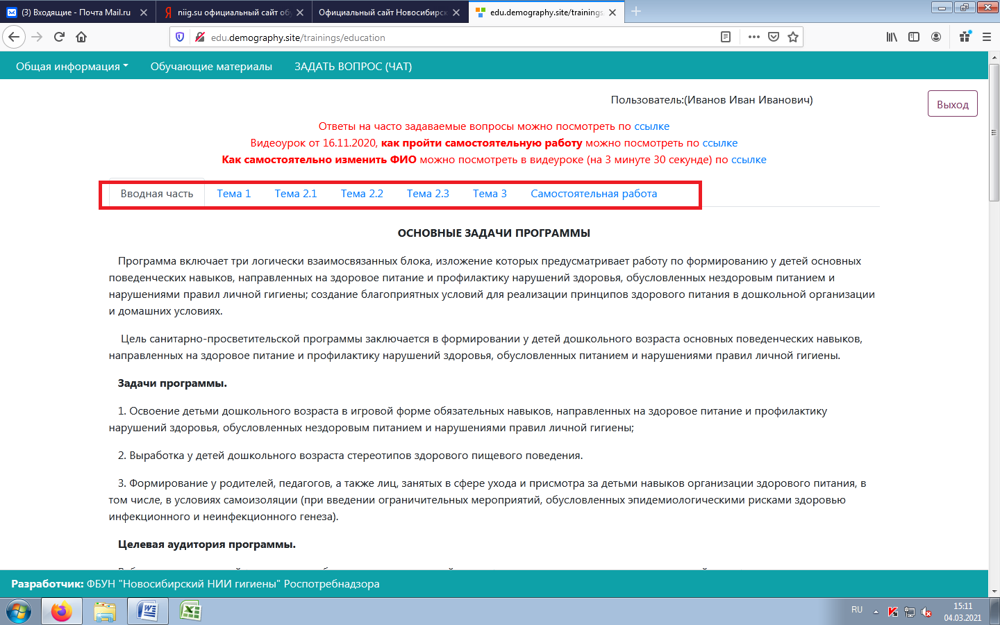 (3) Входящие - Почта Mail.ru
niig.su официальный сайт об
Официальный сайт Новосибирс
edu.demography.site/trainings
edu.demography.site/trainings/education
Общая информация
Обучающие материалы
ЗАДАТЬ ВОПРОС (ЧАТ)
Пользователь:(Иванов Иван Иванович)
Выход
Ответы на часто задаваемые вопросы можно посмотреть по ссылке
Видеоурок от 16.11.2020, как пройти самостоятельную работу можно посмотреть по ссылке
Как самостоятельно изменить ФИО можно посмотреть в видеуроке (на 3 минуте 30 секунде) по ссылке
Вводная часть
Тема 1
Тема 2.1
Тема 2.2
Тема 2.3
Тема 3
Самостоятельная работа
ОСНОВНЫЕ ЗАДАЧИ ПРОГРАММЫ
Программа включает три логически взаимосвязанных блока, изложение которых предусматривает работу по формированию у детей основных
поведенческих навыков, направленных на здоровое питание и профилактику нарушений здоровья, обусловленных нездоровым питанием и
нарушениями правил личной гигиены; создание благоприятных условий для реализации принципов здорового питания в дошкольной организации
и домашних условиях.
Цель санитарно-просветительской программы заключается в формировании у детей дошкольного возраста основных поведенческих навыков,
направленных на здоровое питание и профилактику нарушений здоровья, обусловленных питанием и нарушениями правил личной гигиены.
Задачи программы.
1. Освоение детьми дошкольного возраста в игровой форме обязательных навыков, направленных на здоровое питание и профилактику
нарушений здоровья, обусловленных нездоровым питанием и нарушениями правил личной гигиены;
2. Выработка у детей дошкольного возраста стереотипов здорового пищевого поведения.
3. Формирование у родителей, педагогов, а также лиц, занятых в сфере ухода и присмотра за детьми навыков организации здорового питания, в
том числе, в условиях самоизоляции (при введении ограничительных мероприятий, обусловленных эпидемиологическими рисками здоровью
инфекционного и неинфекционного генеза).
Целевая аудитория программы.
Разработчик: ФБУН "Новосибирский НИИ гигиены" Роспотребнадзора
RU
15:11
04.03.2021